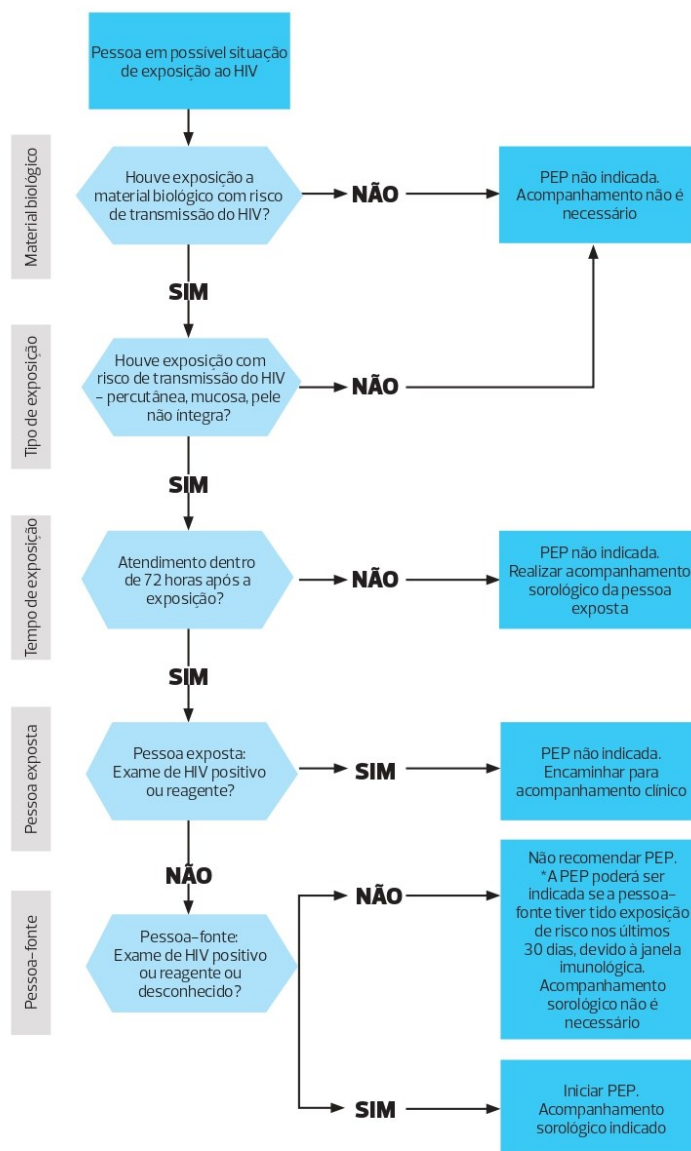 Pessoa em possível situação
de exposição ao HIV
Material biológico
Houve exposição a
material biológico com risco
de transmissão do HIV?
NÃO
PEP não indicada.
Acompanhamento não é
necessário
SIM
Tipo de exposição
Houve exposição com
risco de transmissão do HIV
– percutânea, mucosa, pele
não íntegra?
NÃO
SIM
Tempo de exposição
Atendimento dentro
de 72 horas após a
exposição?
NÃO
PEP não indicada.
Realizar acompanhamento
sorológico da pessoa
exposta
SIM
Pessoa exposta
Pessoa exposta:
Exame de HIV positivo
ou reagente?
SIM
PEP não indicada.
Encaminhar para
acompanhamento clínico
NÃO
Pessoa-fonte
Pessoa-fonte:
Exame de HIV positivo
ou reagente ou
desconhecido?
NÃO
Não recomendar PEP.
*A PEP poderá ser
indicada se a pessoa-
fonte tiver tido exposição
de risco nos últimos
30 dias, devido à janela
imunológica.
Acompanhamento
sorológico não é
necessário
SIM
Iniciar PEP.
Acompanhamento
sorológico indicado